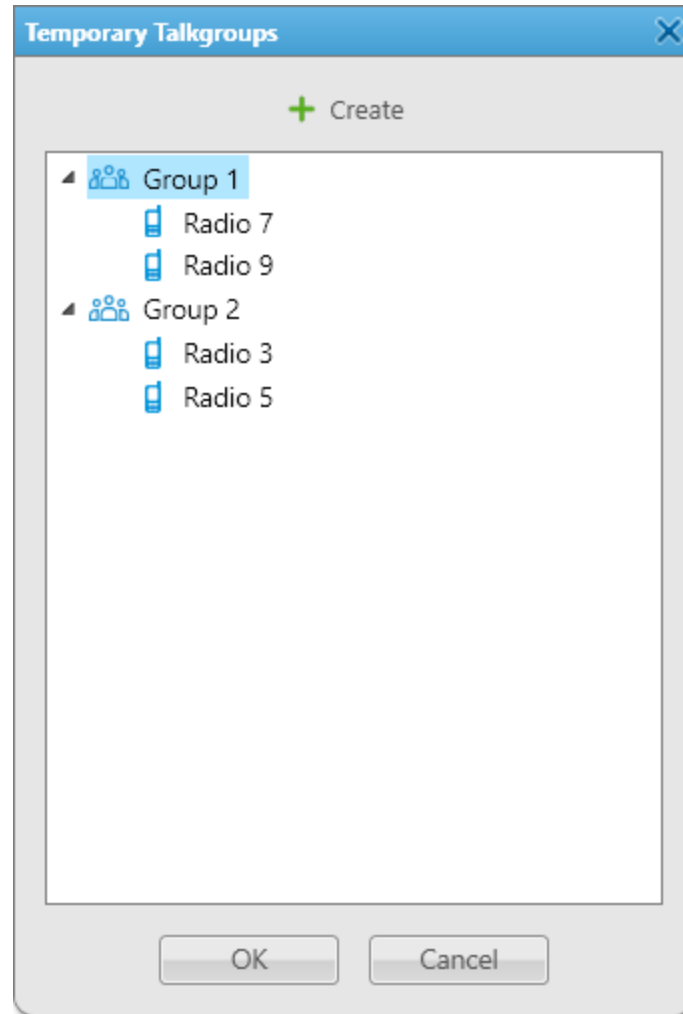 Temporary Talkgroups
Create
Group 1
Radio 7
Radio 9
Group 2
Radio 3
Radio 5
OK Cancel